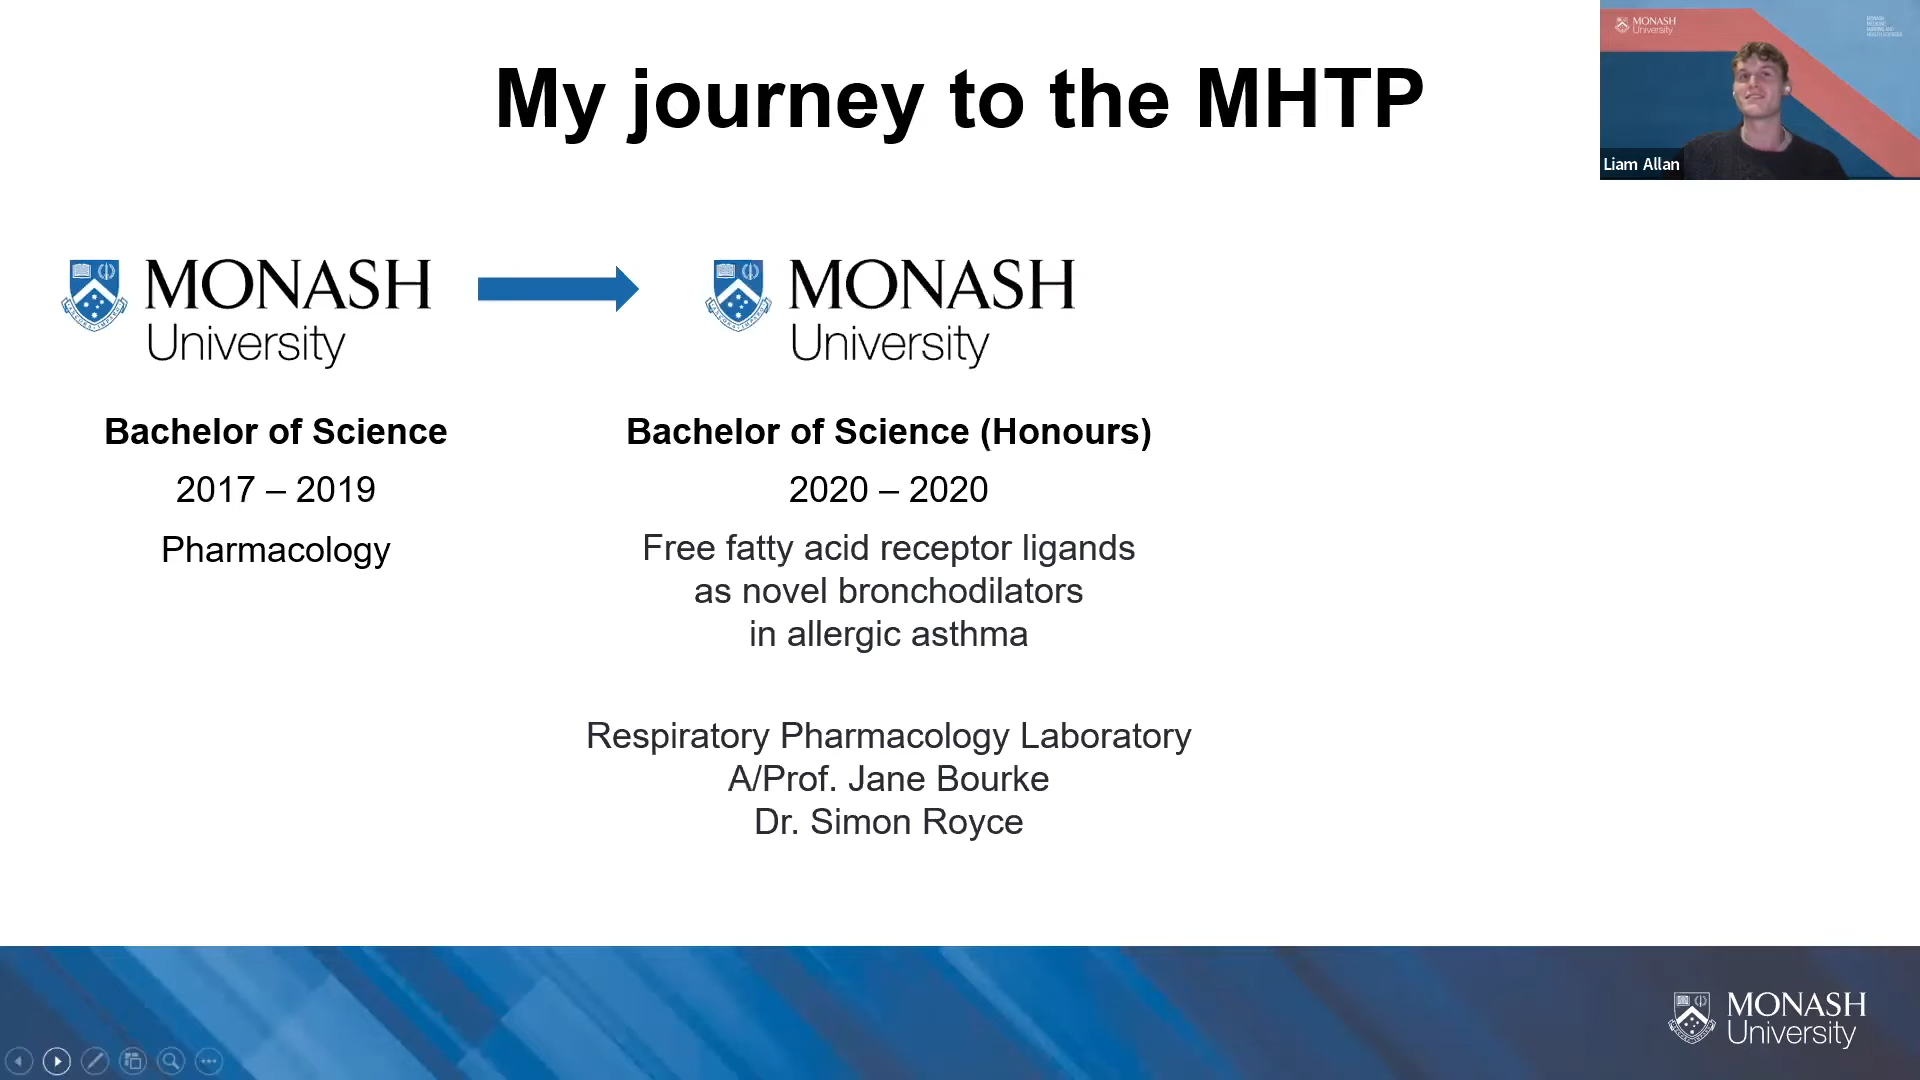 My journey to the MHTP
MONASH
University
MONASH
University
Bachelor of Science
2017 – 2019
Pharmacology
Bachelor of Science (Honours)
2020 – 2020
Free fatty acid receptor ligands
as novel bronchodilators
in allergic asthma
Respiratory Pharmacology Laboratory
A/Prof. Jane Bourke
Dr. Simon Royce
MONASH
University
Liam Allan
MONASH
University